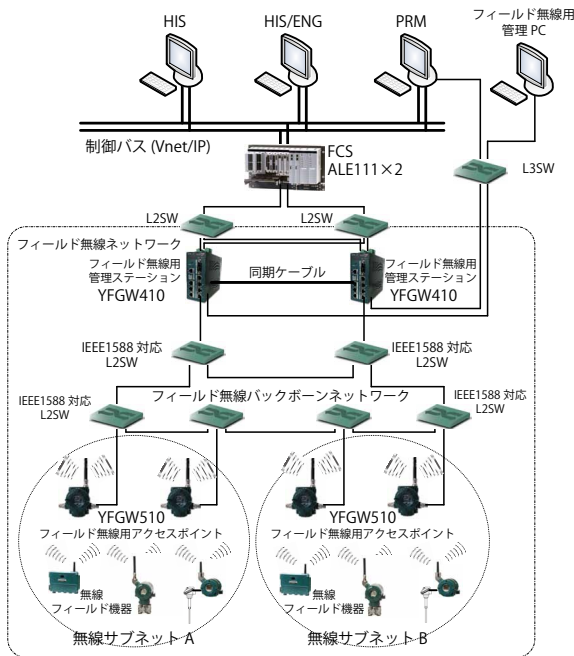 HIS
HIS/ENG
PRM
フィールド無線用
管理 PC
制御バス (Vnet/IP)
FCS
ALE111×2
L3SW
L2SW
L2SW
フィールド無線ネットワーク
フィールド無線用
管理ステーション
YFGW410
同期ケーブル
フィールド無線用
管理ステーション
YFGW410
IEEE1588 対応
L2SW
IEEE1588 対応
L2SW
IEEE1588 対応
L2SW
フィールド無線バックボーンネットワーク
IEEE1588 対応
L2SW
YFGW510
フィールド無線用アクセスポイント
YFGW510
フィールド無線用アクセスポイント
無線
フィールド機器
無線
フィールド機器
無線サブネット A
無線サブネット B